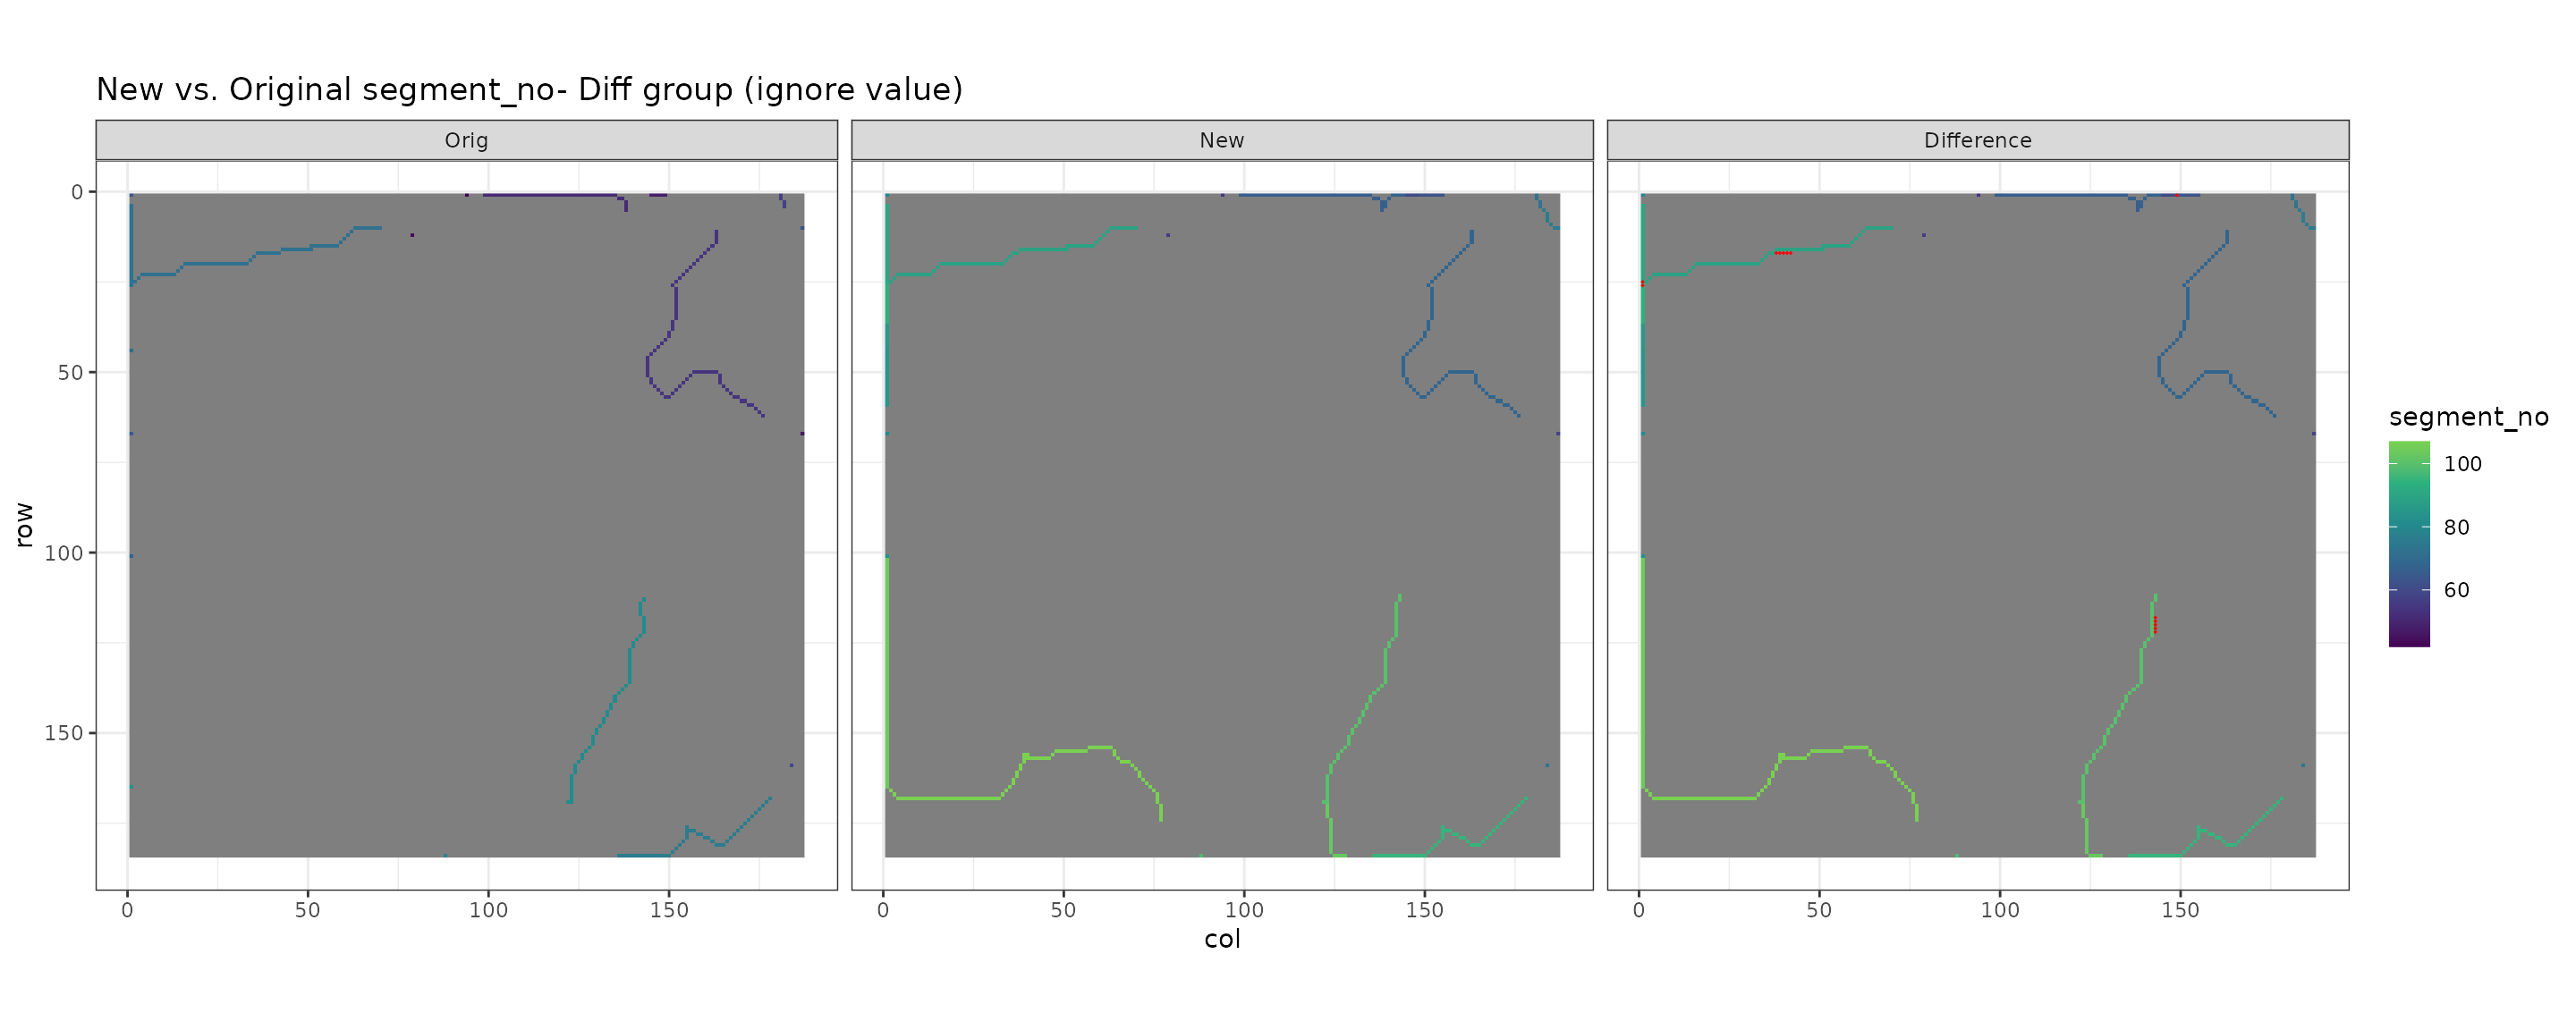 New vs. Original segment_no- Diff group (ignore value)
Orig New Difference
0
50
100
150
row
0 50 100 150 0 50 100 150 0 50 100 150
col
segment_no
100
80
60